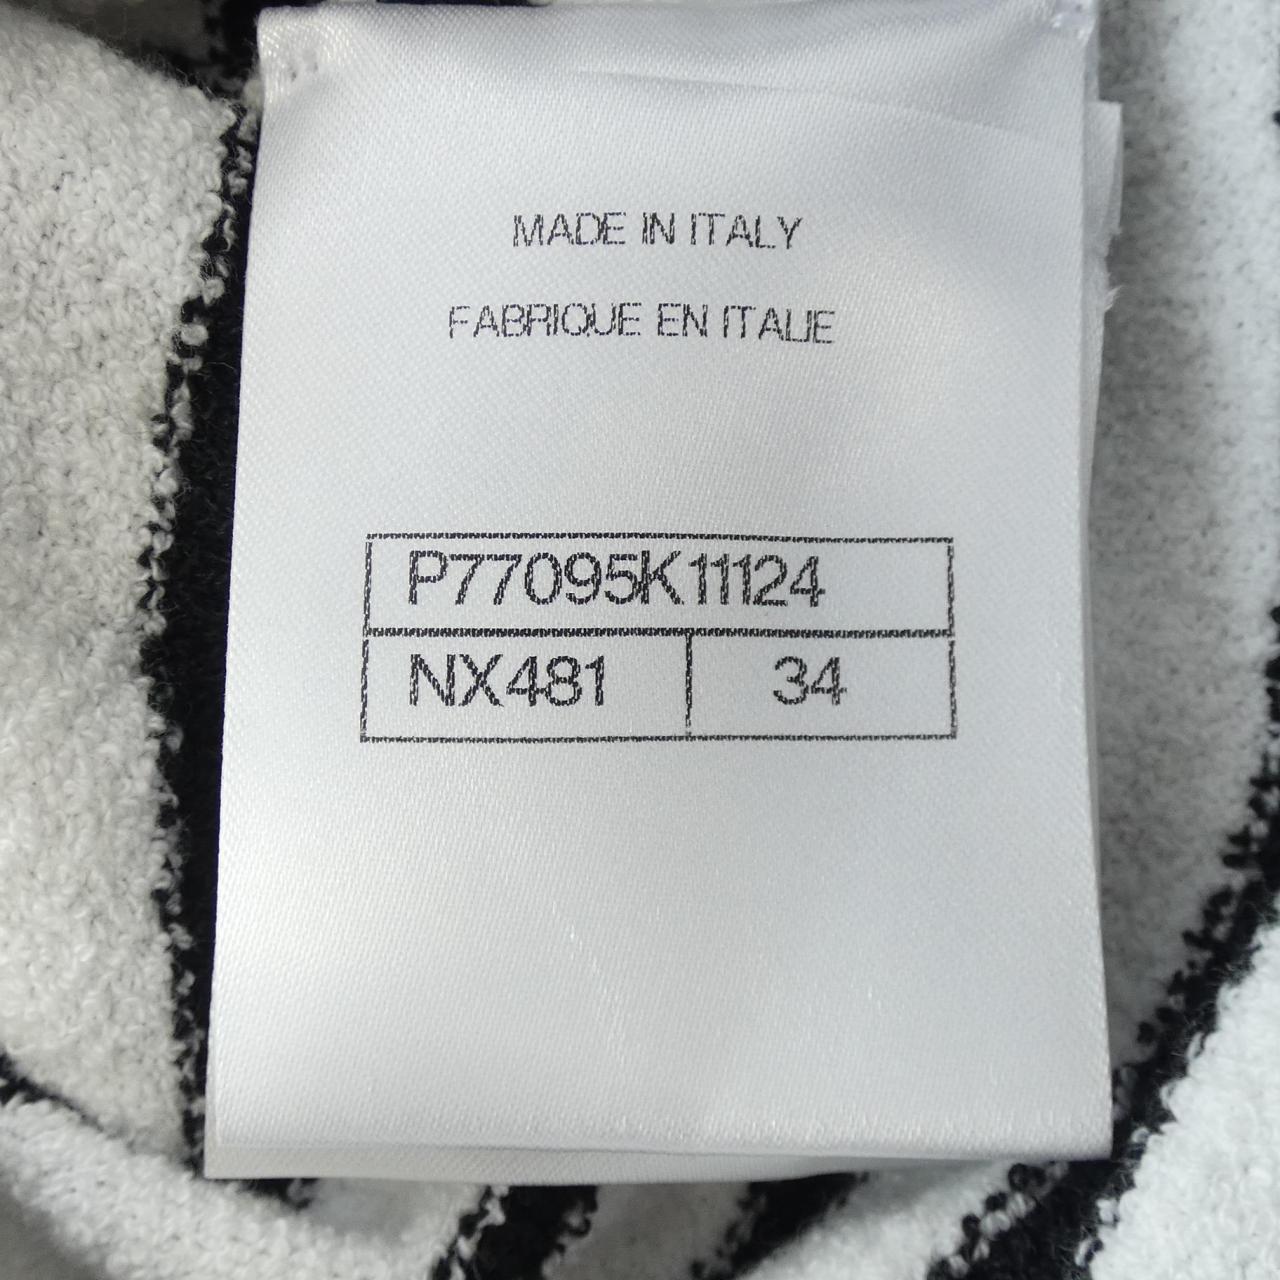 MADE IN ITALY
FABRIQUE EN ITALIE
P77095K11124
NX481 34